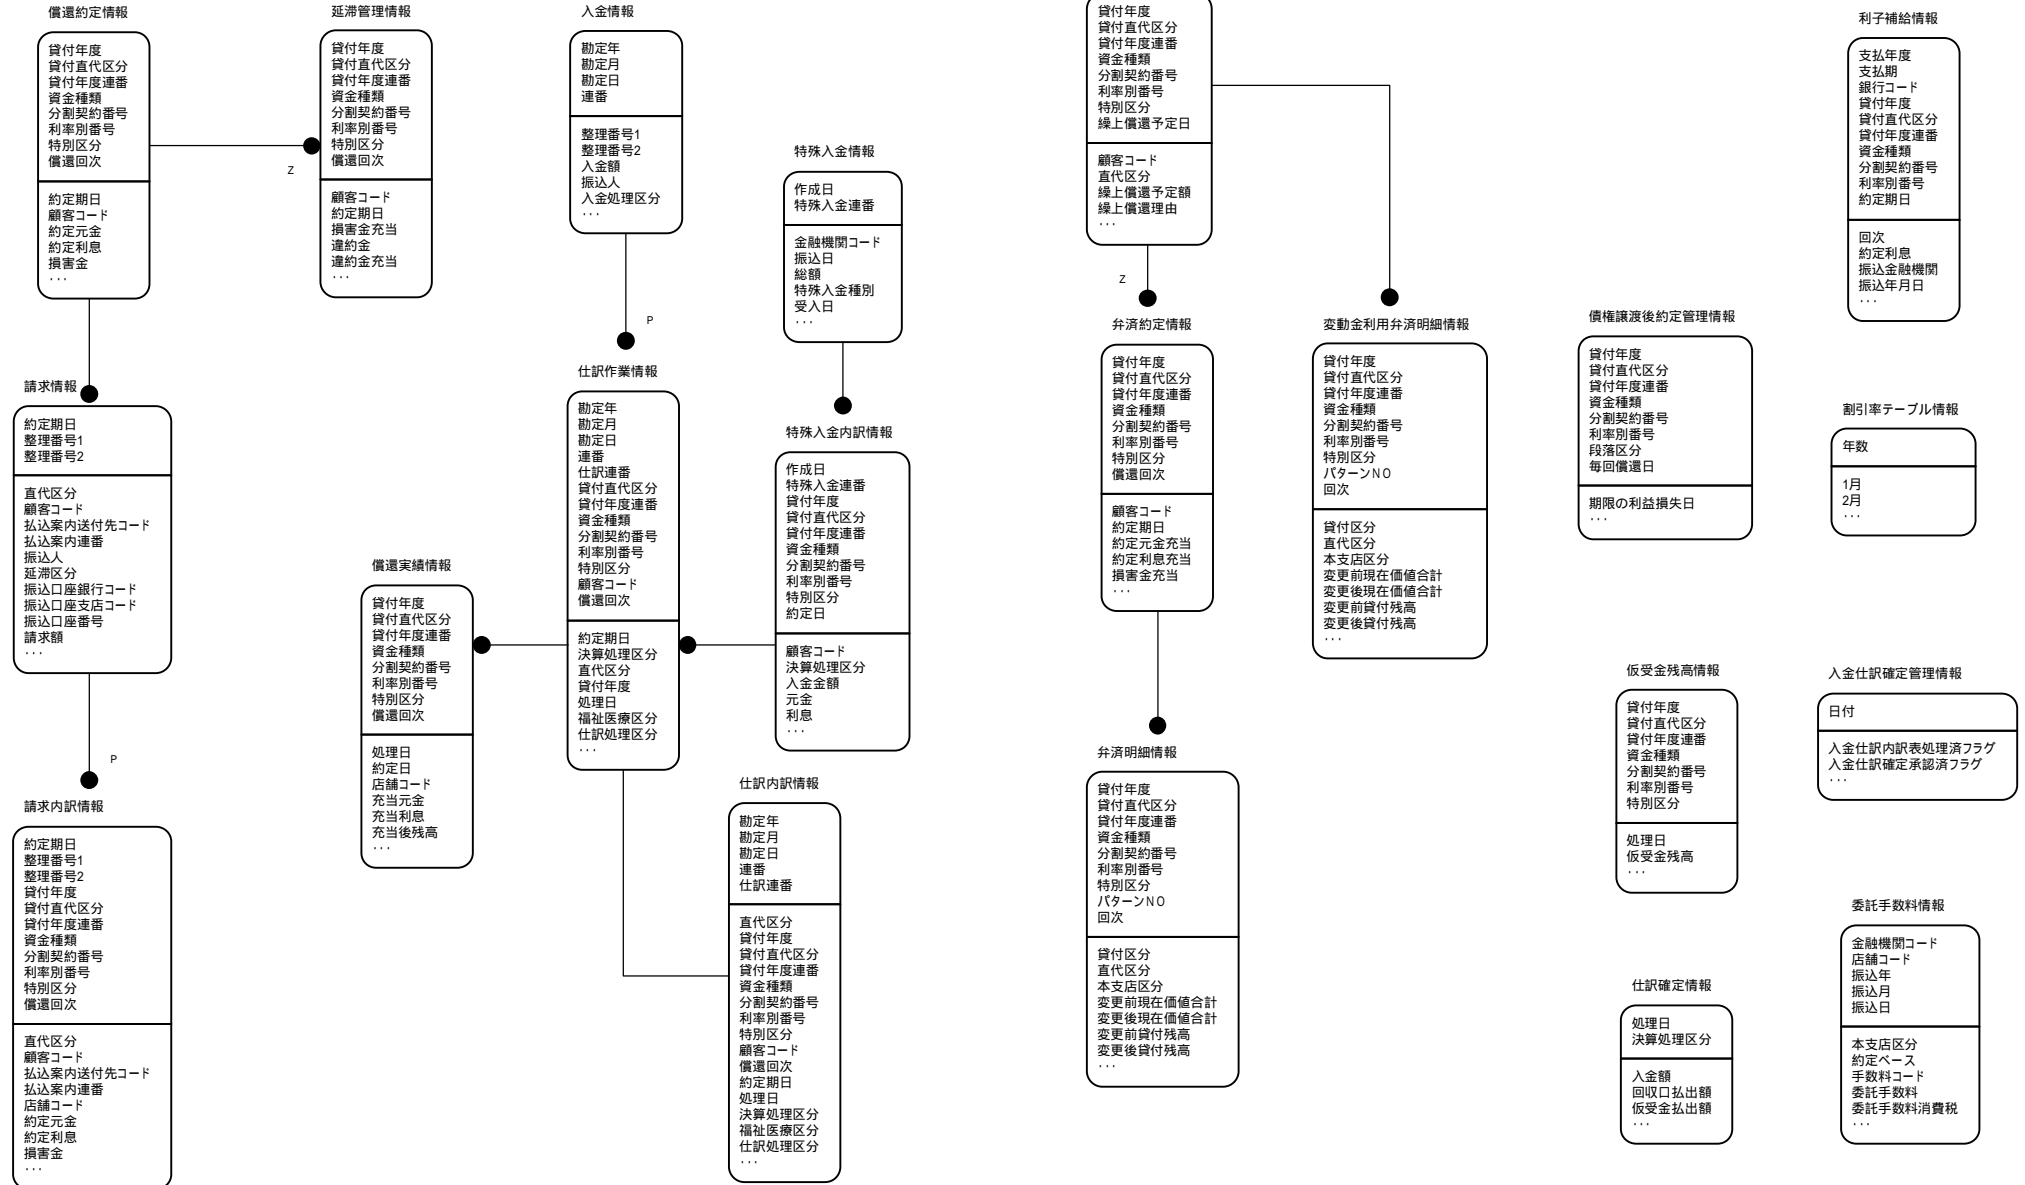 償還約定情報
貸付年度
貸付直代区分
貸付年度連番
資金種類
分割契約番号
利率別番号
特別区分
償還回次
約定期日
顧客コード
約定元金
約定利息
損害金
...
延滞管理情報
貸付年度
貸付直代区分
貸付年度連番
資金種類
分割契約番号
利率別番号
特別区分
償還回次
顧客コード
約定期日
損害金充当
違約金
違約金充当
...
Z
請求情報
約定期日
整理番号1
整理番号2
直代区分
顧客コード
払込案内送付先コード
払込案内連番
振込人
延滞区分
振込口座銀行コード
振込口座支店コード
振込口座番号
請求額
...
P
請求内訳情報
約定期日
整理番号1
整理番号2
貸付年度
貸付直代区分
貸付年度連番
資金種類
分割契約番号
利率別番号
特別区分
償還回次
直代区分
顧客コード
払込案内送付先コード
払込案内連番
店舗コード
約定元金
約定利息
損害金
...
入金情報
勘定年
勘定月
勘定日
連番
整理番号1
整理番号2
入金額
振込人
入金処理区分
...
P
仕訳作業情報
勘定年
勘定月
勘定日
連番
仕訳連番
貸付直代区分
貸付年度連番
資金種類
分割契約番号
利率別番号
特別区分
顧客コード
償還回次
約定期日
決算処理区分
直代区分
貸付年度
処理日
福祉医療区分
仕訳処理区分
...
償還実績情報
貸付年度
貸付直代区分
貸付年度連番
資金種類
分割契約番号
利率別番号
特別区分
償還回次
処理日
約定日
店舗コード
充当元金
充当利息
充当後残高
...
特殊入金情報
作成日
特殊入金連番
金融機関コード
振込日
総額
特殊入金種別
受入日
...
特殊入金内訳情報
作成日
特殊入金連番
貸付年度
貸付直代区分
貸付年度連番
資金種類
分割契約番号
利率別番号
特別区分
約定日
顧客コード
決算処理区分
入金金額
元金
利息
...
仕訳内訳情報
勘定年
勘定月
勘定日
連番
仕訳連番
直代区分
貸付年度
貸付直代区分
貸付年度連番
資金種類
分割契約番号
利率別番号
特別区分
顧客コード
償還回次
約定期日
処理日
決算処理区分
福祉医療区分
仕訳処理区分
...
貸付年度
貸付直代区分
貸付年度連番
資金種類
分割契約番号
利率別番号
特別区分
繰上償還予定日
顧客コード
直代区分
繰上償還予定額
繰上償還理由
...
Z
弁済約定情報
貸付年度
貸付直代区分
貸付年度連番
資金種類
分割契約番号
利率別番号
特別区分
償還回次
顧客コード
約定期日
約定元金充当
約定利息充当
損害金充当
...
弁済明細情報
貸付年度
貸付直代区分
貸付年度連番
資金種類
分割契約番号
利率別番号
特別区分
パターンNO
回次
貸付区分
直代区分
本支店区分
変更前現在価値合計
変更後現在価値合計
変更前貸付残高
変更後貸付残高
...
変動金利用弁済明細情報
貸付年度
貸付直代区分
貸付年度連番
資金種類
分割契約番号
利率別番号
特別区分
パターンNO
回次
貸付区分
直代区分
本支店区分
変更前現在価値合計
変更後現在価値合計
変更前貸付残高
変更後貸付残高
...
利子補給情報
支払年度
支払期
銀行コード
貸付年度
貸付直代区分
貸付年度連番
資金種類
分割契約番号
利率別番号
約定期日
回次
約定利息
振込金融機関
振込年月日
...
債権譲渡後約定管理情報
貸付年度
貸付直代区分
貸付年度連番
資金種類
分割契約番号
利率別番号
段落区分
毎回償還日
期限の利益損失日
...
割引率テーブル情報
年数
1月
2月
...
仮受金残高情報
貸付年度
貸付直代区分
貸付年度連番
資金種類
分割契約番号
利率別番号
特別区分
処理日
仮受金残高
...
入金仕訳確定管理情報
日付
入金仕訳内訳表処理済フラグ
入金仕訳確定承認済フラグ
...
仕訳確定情報
処理日
決算処理区分
入金額
回収口払出額
仮受金払出額
...
委託手数料情報
金融機関コード
店舗コード
振込年
振込月
振込日
本支店区分
約定ベース
手数料コード
委託手数料
委託手数料消費税
...